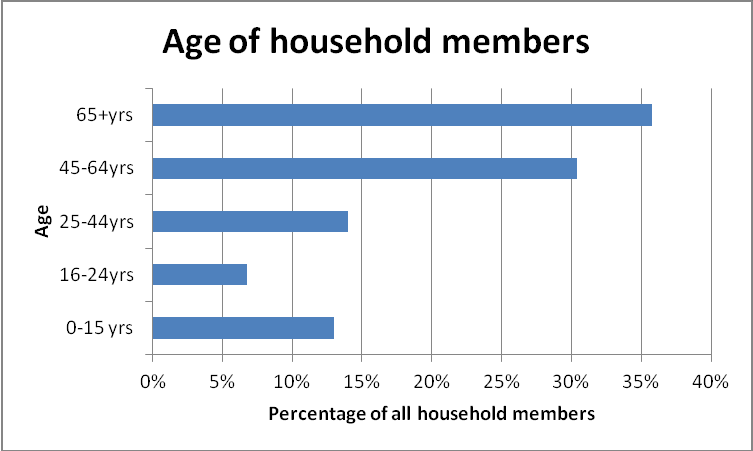 Age of household members
Age
65+yrs
45-64yrs
25-44yrs
16-24yrs
0-15 yrs
0% 5% 10% 15% 20% 25% 30% 35% 40%
Percentage of all household members